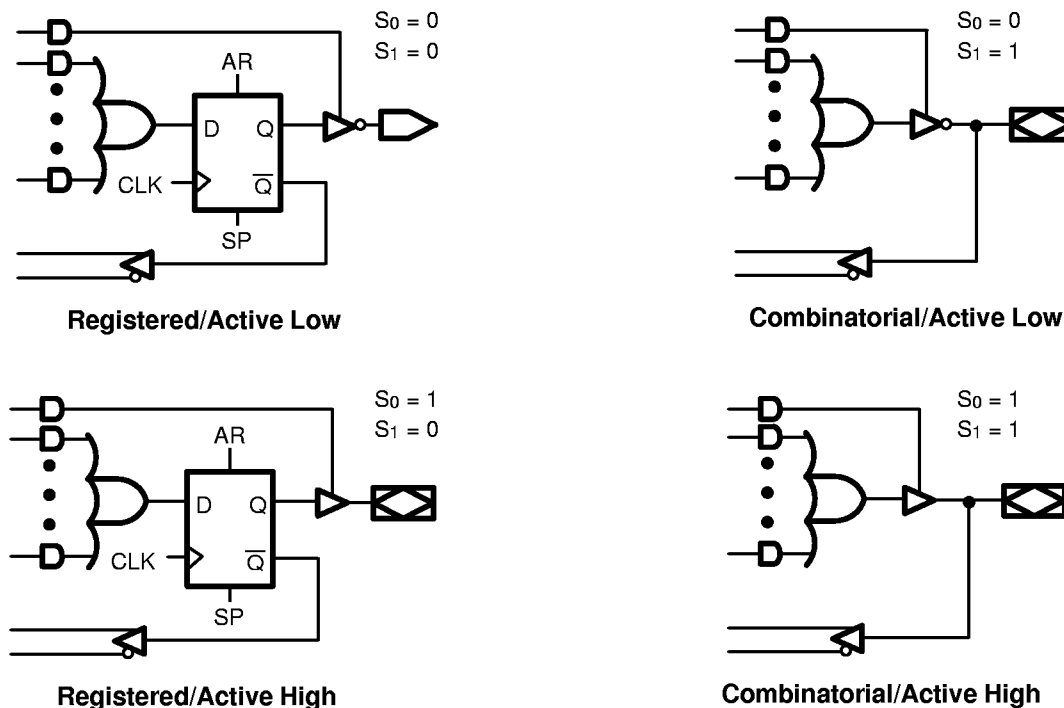 S0 = 0
S1 = 0
AR
D Q
CLK Q̅
SP
Registered/Active Low
S0 = 0
S1 = 1
Combinatorial/Active Low
S0 = 1
S1 = 0
AR
D Q
CLK Q̅
SP
Registered/Active High
S0 = 1
S1 = 1
Combinatorial/Active High